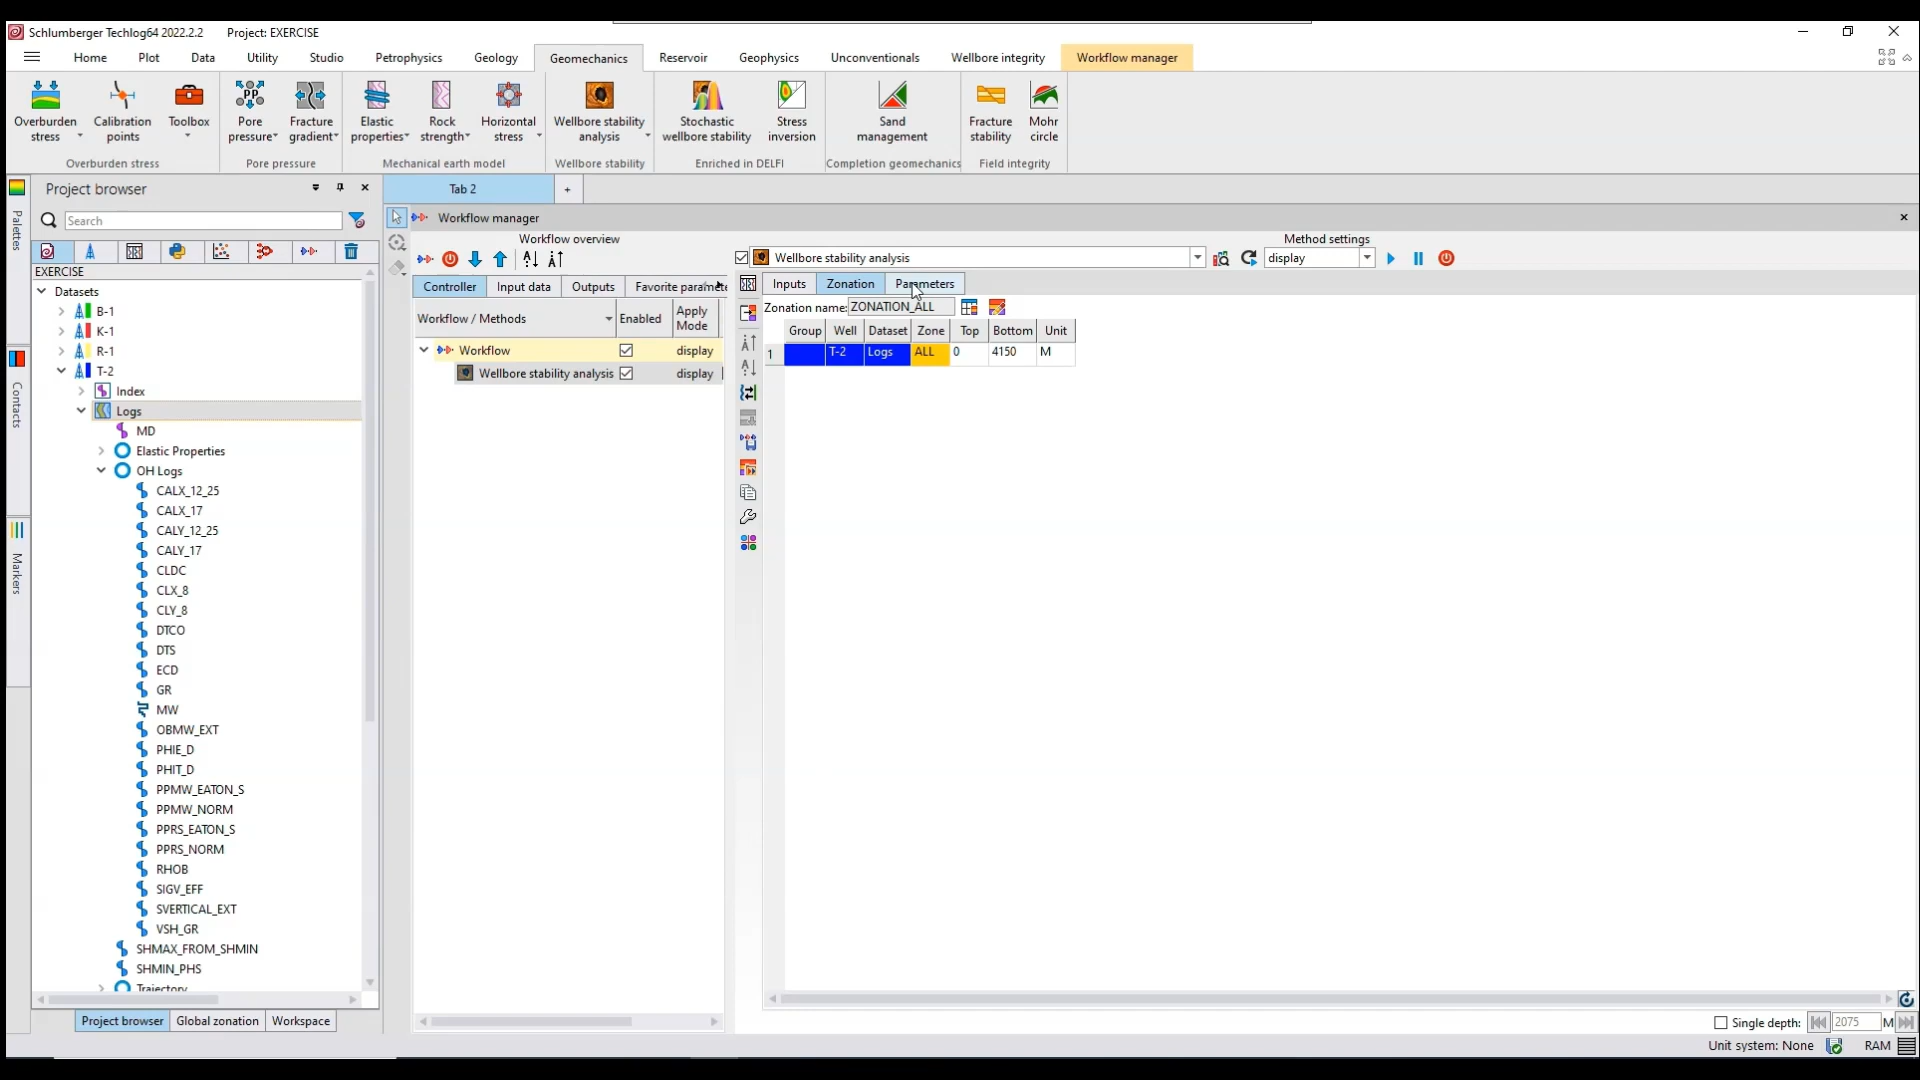 Schlumberger Techlog64 2022.2.2 Project: EXERCISE
Home Plot Data Utility Studio Petrophysics Geology Geomechanics Reservoir Geophysics Unconventionals Wellbore integrity Workflow manager
Overburden stress
Calibration points
Toolbox
Pore pressure
Fracture gradient
Elastic properties
Rock strength
Horizontal stress
Wellbore stability analysis
Stochastic wellbore stability
Stress inversion
Sand management
Fracture stability
Mohr circle
Overburden stress Pore pressure Mechanical earth model Wellbore stability Enriched in DELFI Completion geomechanics Field integrity
Palettes
Contacts
Markers
Project browser
Search
EXERCISE
Datasets
B-1
K-1
R-1
T-2
Index
Logs
MD
Elastic Properties
OH Logs
CALX_12_25
CALX_17
CALY_12_25
CALY_17
CLDC
CLX_8
CLY_8
DTCO
DTS
ECD
GR
MW
OBMW_EXT
PHIE_D
PHIT_D
PPMW_EATON_S
PPMW_NORM
PPRS_EATON_S
PPRS_NORM
RHOB
SIGV_EFF
SVERTICAL_EXT
VSH_GR
SHMAX_FROM_SHMIN
SHMIN_PHS
Trajectory
Project browser Global zonation Workspace
Tab 2 +
Workflow manager
Workflow overview
Controller Input data Outputs Favorite paramete
Workflow / Methods Enabled Apply Mode
Workflow display
Wellbore stability analysis display
Method settings
Wellbore stability analysis display
Inputs Zonation Parameters
Zonation name: ZONATION_ALL
Group Well Dataset Zone Top Bottom Unit
1 T-2 Logs ALL 0 4150 M
Single depth: 2075 M
Unit system: None RAM